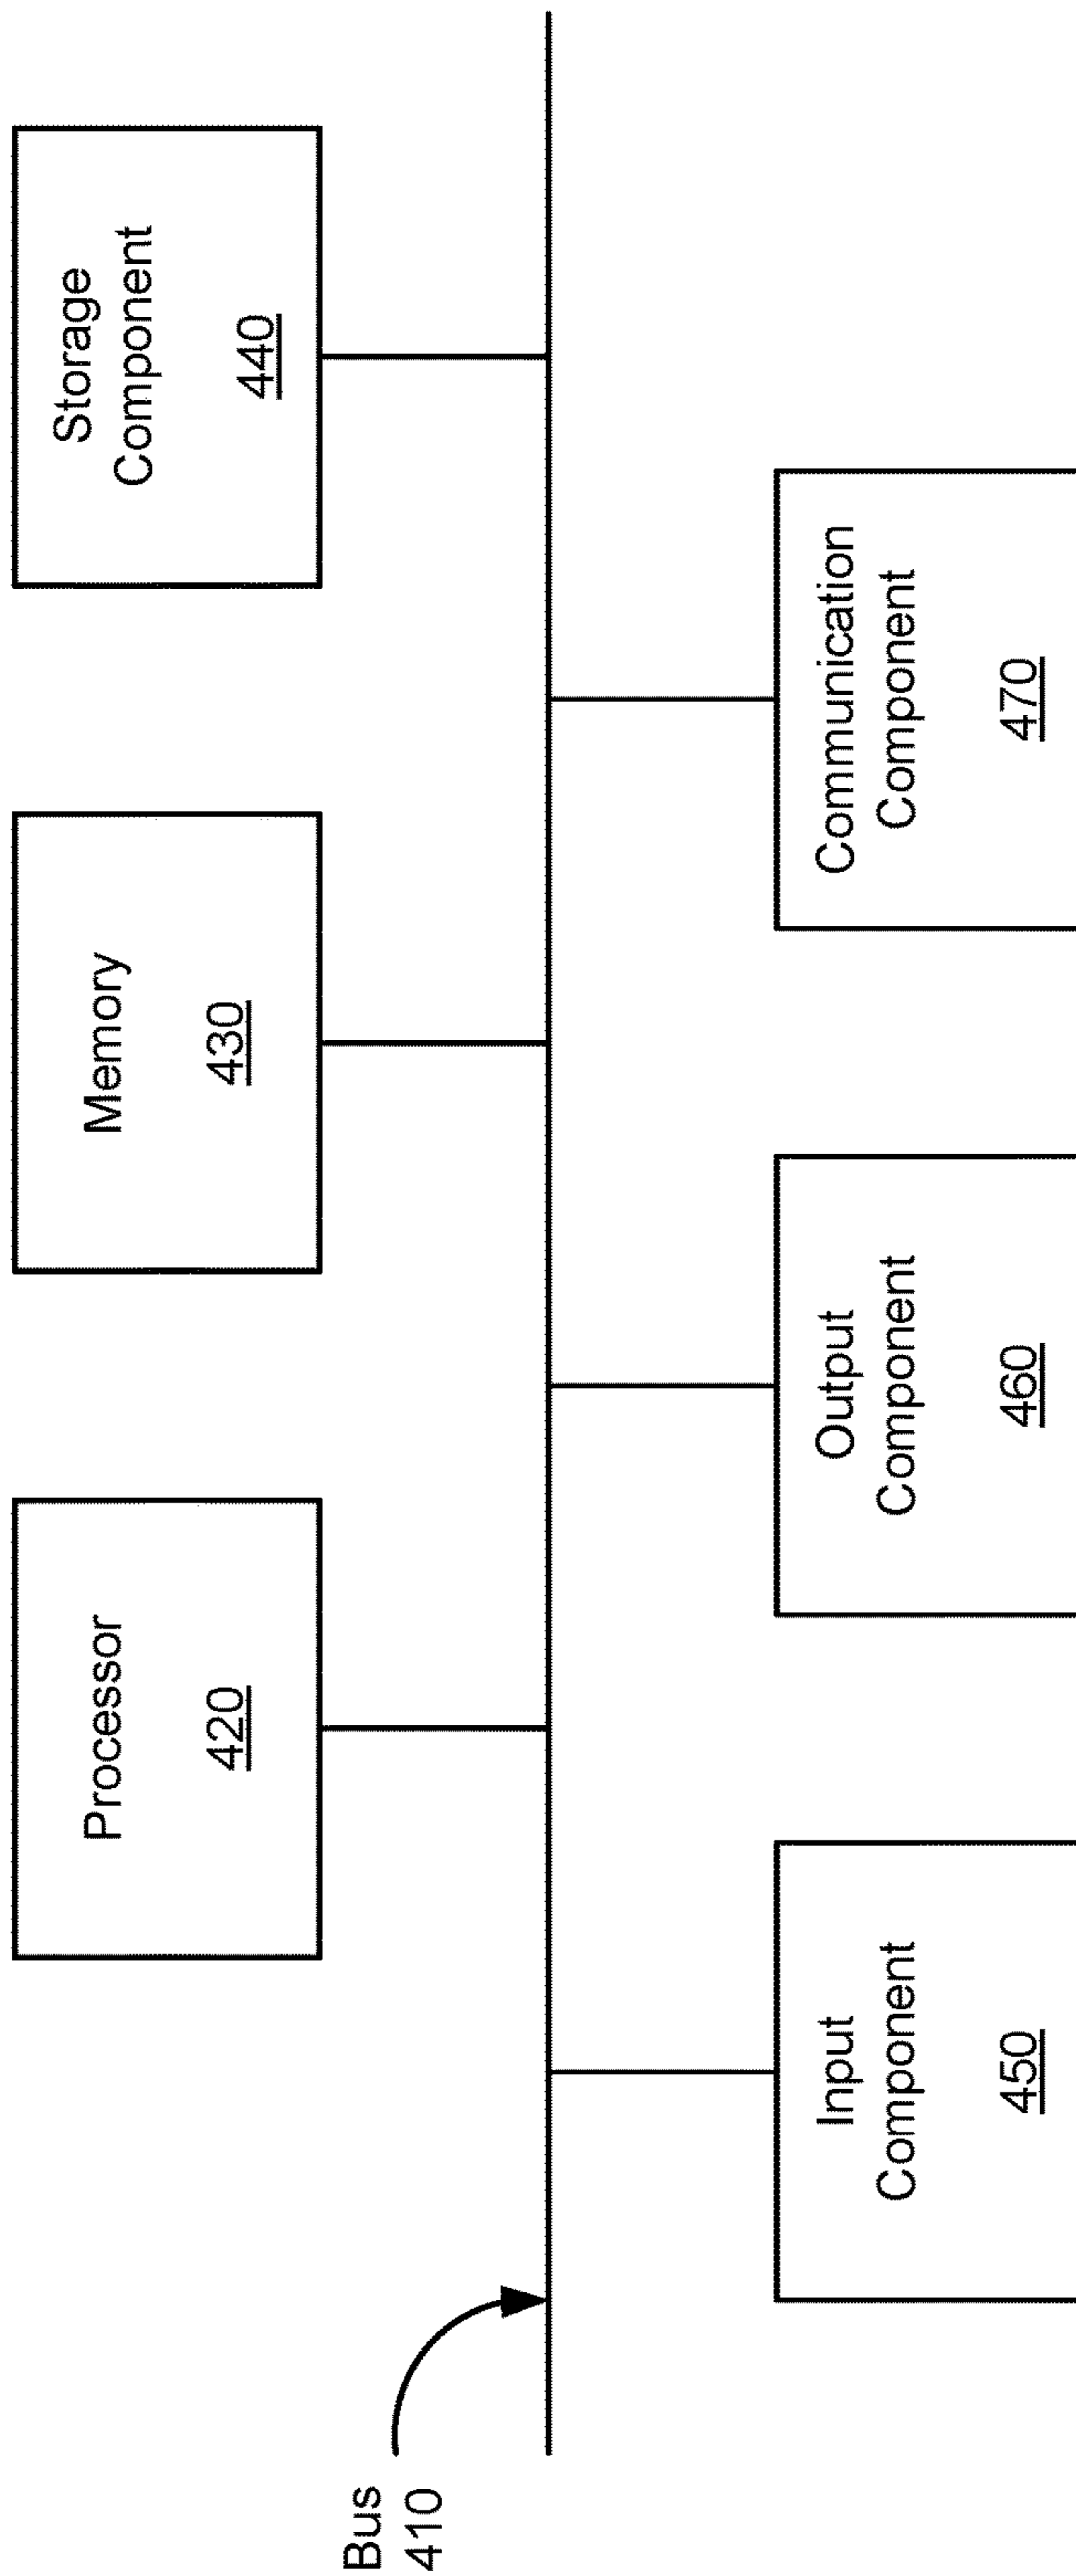 Bus
410
Processor
420
Memory
430
Storage
Component
440
Input
Component
450
Output
Component
460
Communication
Component
470